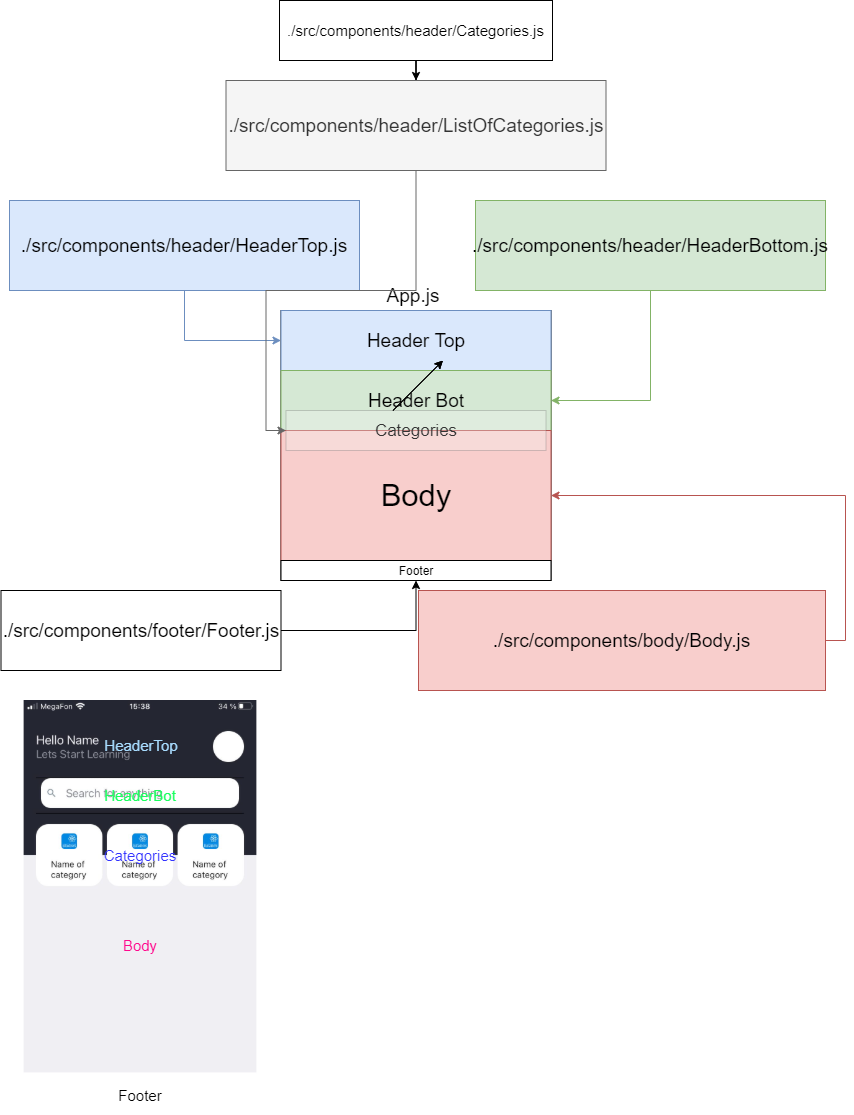 ./src/components/header/Categories.js
./src/components/header/ListOfCategories.js
./src/components/header/HeaderTop.js
./src/components/header/HeaderBottom.js
App.js
Header Top
Header Bot
Categories
Body
Footer
./src/components/footer/Footer.js
./src/components/body/Body.js
MegaFon
15:38
34 %
Hello Name
HeaderTop
Lets Start Learning
Search for anything
HeaderBot
Categories
Name of
category
Name of
category
Name of
category
Body
Footer